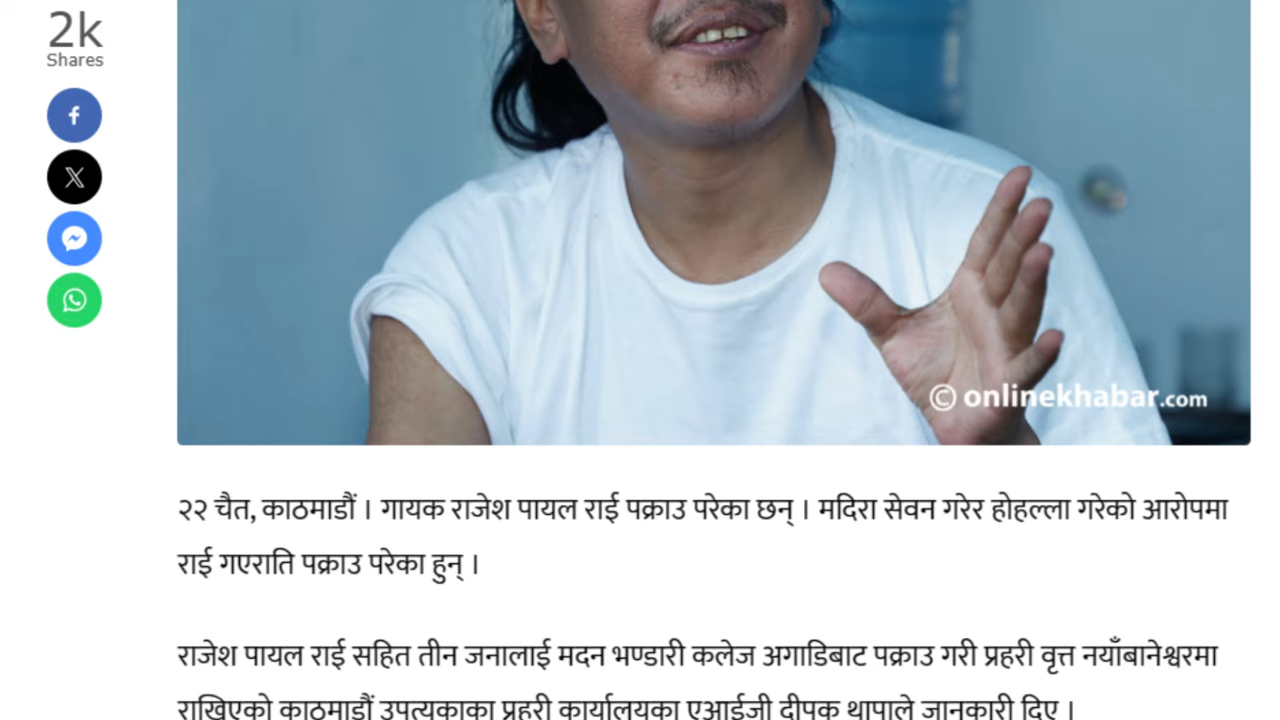 2k
Shares
© onlinekhabar.com
२२ चैत, काठमाडौं । गायक राजेश पायल राई पक्राउ परेका छन् । मदिरा सेवन गरेर होहल्ला गरेको आरोपमा
राई गएराति पक्राउ परेका हुन् ।
राजेश पायल राई सहित तीन जनालाई मदन भण्डारी कलेज अगाडिबाट पक्राउ गरी प्रहरी वृत्त नयाँबानेश्वरमा
राखिएको काठमाडौं उपत्यकाका प्रहरी कार्यालयका एआईजी दीपक थापाले जानकारी दिए ।